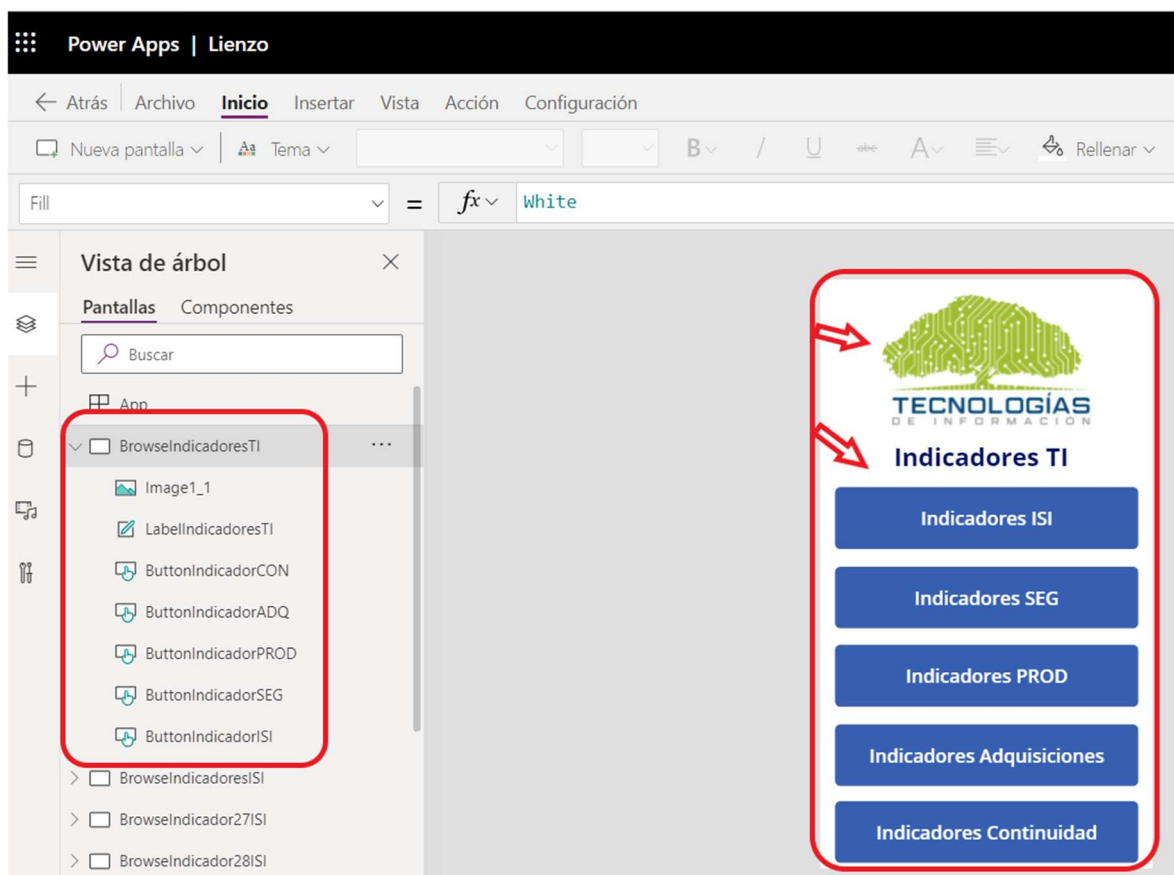 Power Apps | Lienzo
Atrás Archivo Inicio Insertar Vista Acción Configuración
Nueva pantalla Aa Tema B / U abc A Rellenar
Fill = fx White
Vista de árbol
Pantallas Componentes
Buscar
App
BrowseIndicadoresTI ...
Image1_1
LabelIndicadoresTI
ButtonIndicadorCON
ButtonIndicadorADQ
ButtonIndicadorPROD
ButtonIndicadorSEG
ButtonIndicadorISI
BrowseIndicadoresISI
BrowseIndicador27ISI
BrowseIndicador28ISI
TECNOLOGÍAS
DE INFORMACIÓN
Indicadores TI
Indicadores ISI
Indicadores SEG
Indicadores PROD
Indicadores Adquisiciones
Indicadores Continuidad